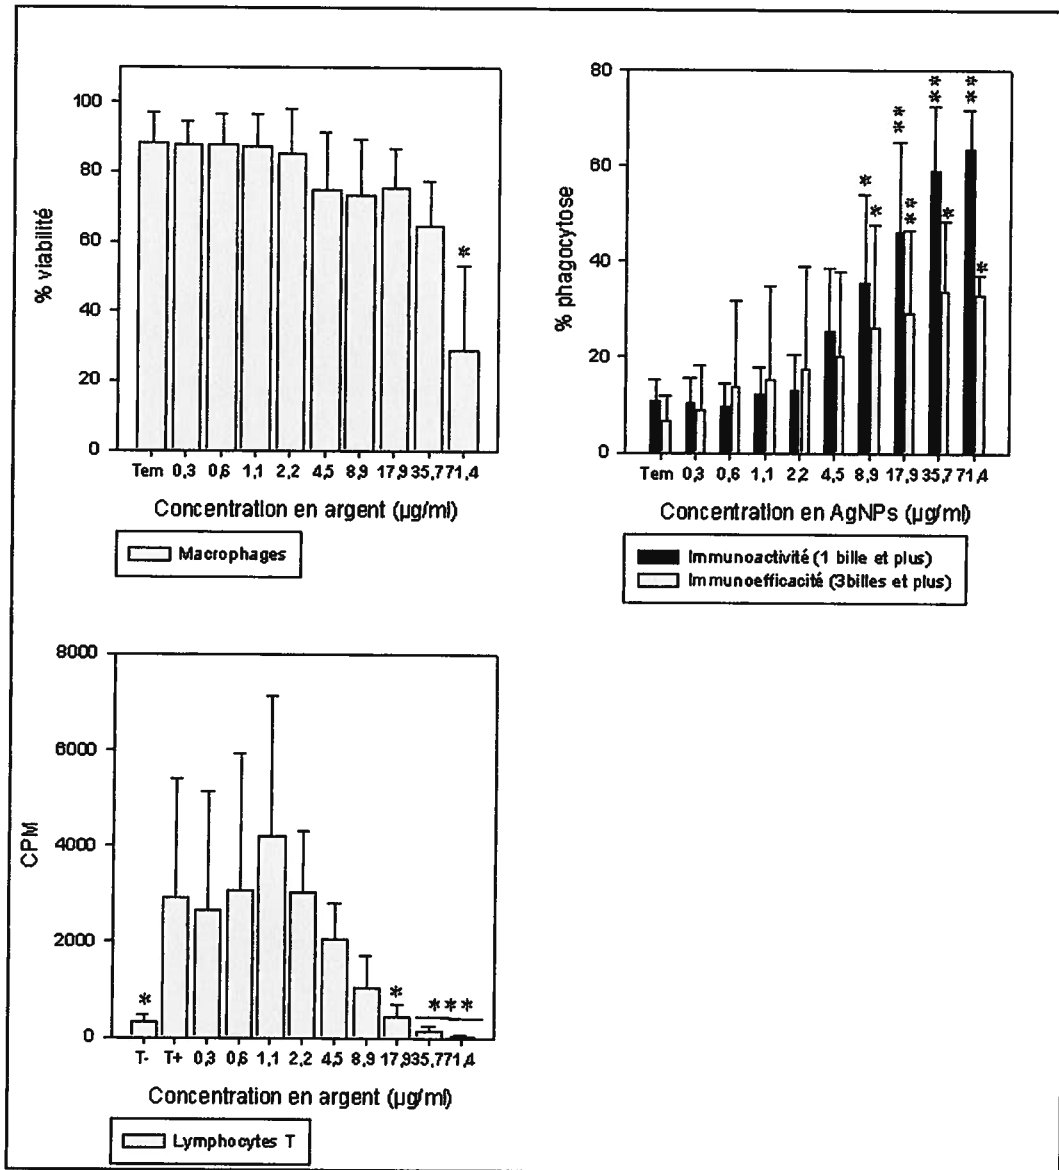 100
80
60
40
20
0
% viabilité
*
Tem 0,3 0,6 1,1 2,2 4,5 8,9 17,9 35,7 71,4
Concentration en argent (µg/ml)
Macrophages
80
60
40
20
0
% phagocytose
* * ** ** ** * ** *
Tem 0,3 0,6 1,1 2,2 4,5 8,9 17,9 35,7 71,4
Concentration en AgNPs (µg/ml)
Immunoactivité (1 bille et plus)
Immunoefficacité (3billes et plus)
8000
6000
4000
2000
0
CPM
* * ***
T- T+ 0,3 0,6 1,1 2,2 4,5 8,9 17,9 35,7 71,4
Concentration en argent (µg/ml)
Lymphocytes T